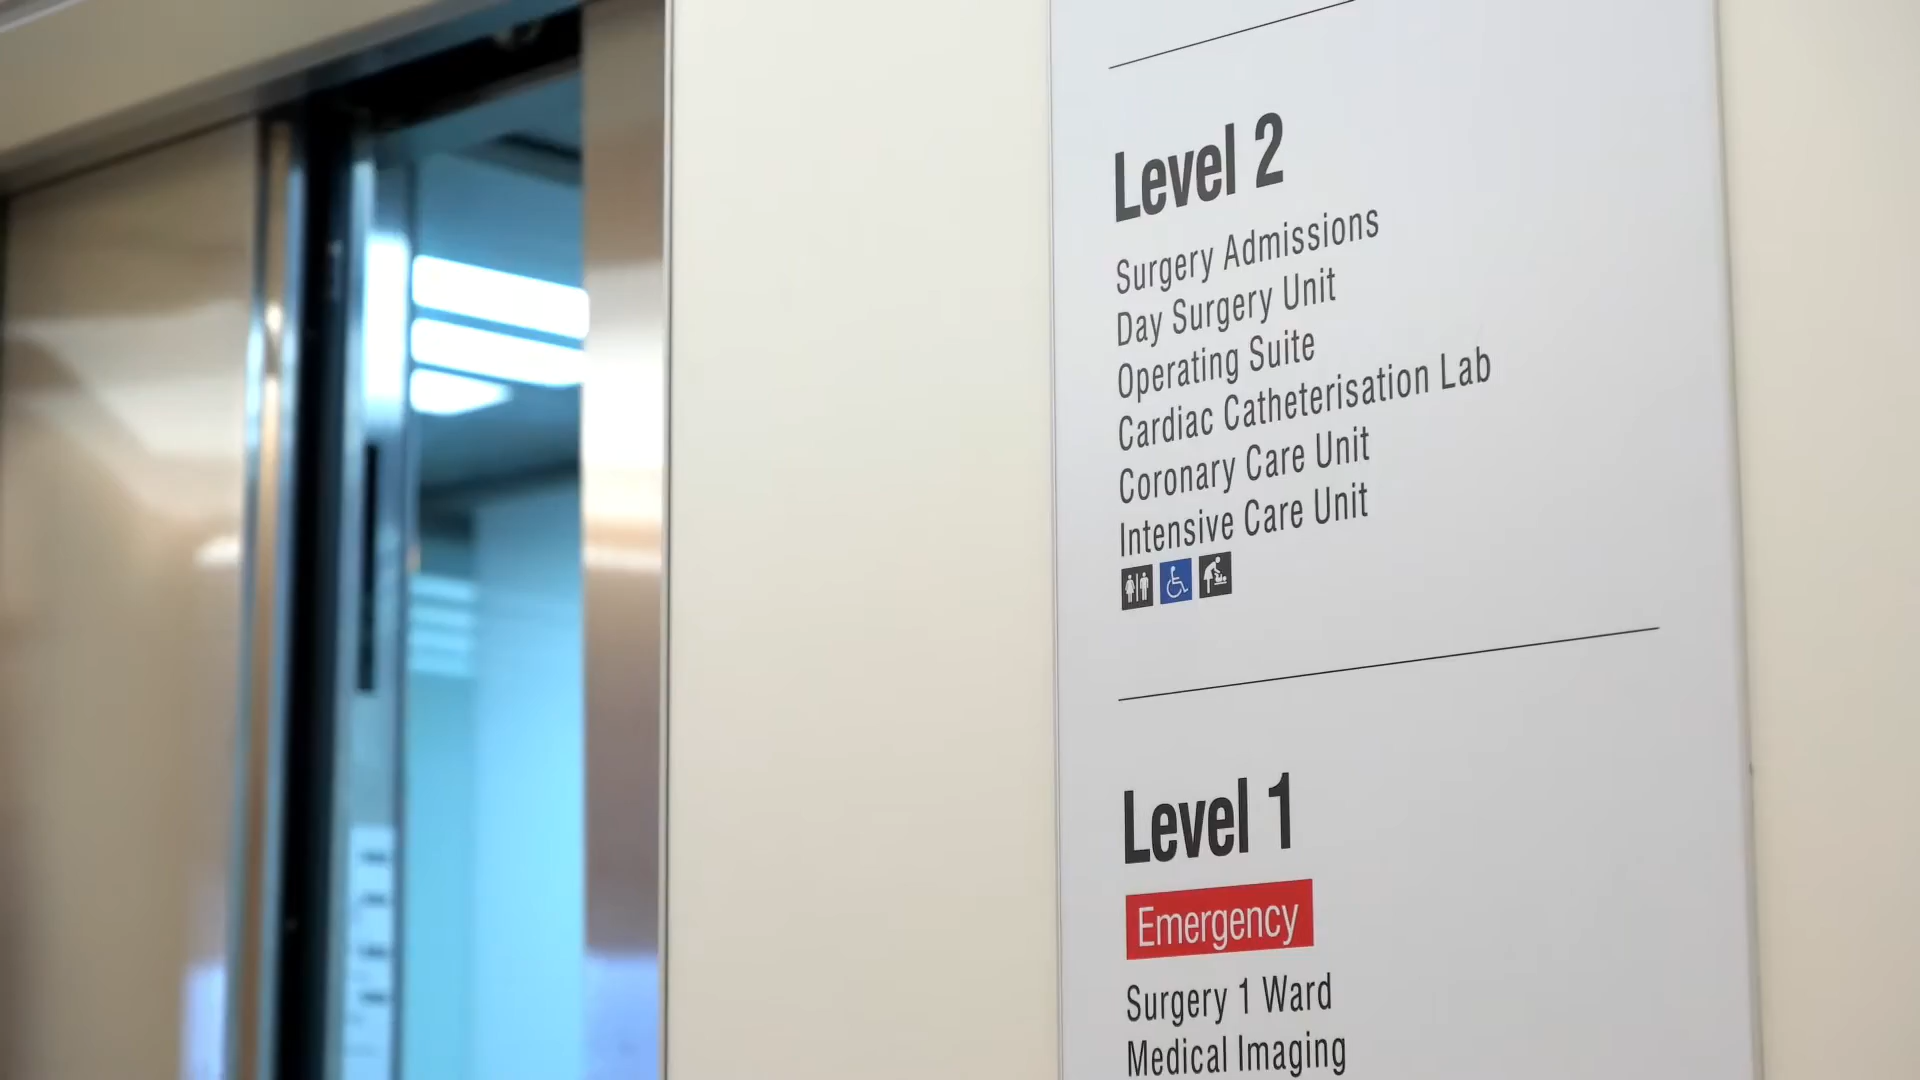 Level 2
Surgery Admissions
Day Surgery Unit
Operating Suite
Cardiac Catheterisation Lab
Coronary Care Unit
Intensive Care Unit
Level 1
Emergency
Surgery 1 Ward
Medical Imaging